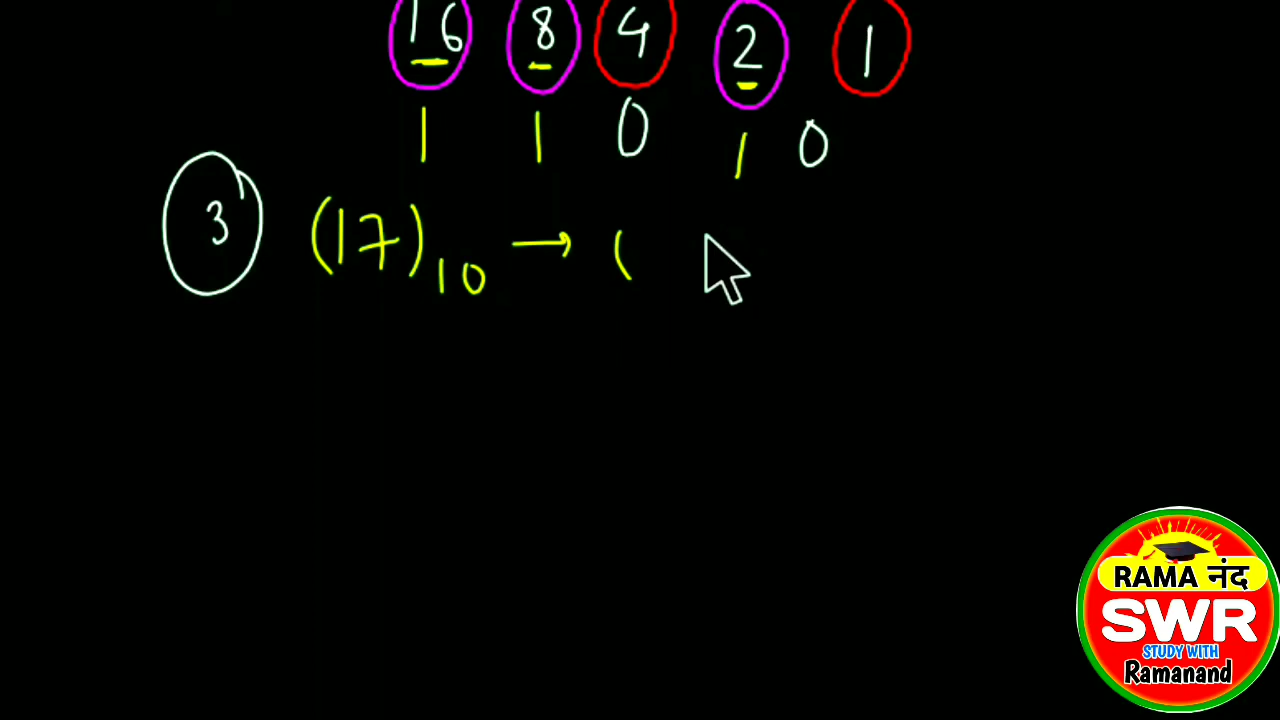 16 8 4 2 1
1 1 0 1 0
3 (17)10 → (
RAMA नंद
SWR
STUDY WITH
Ramanand